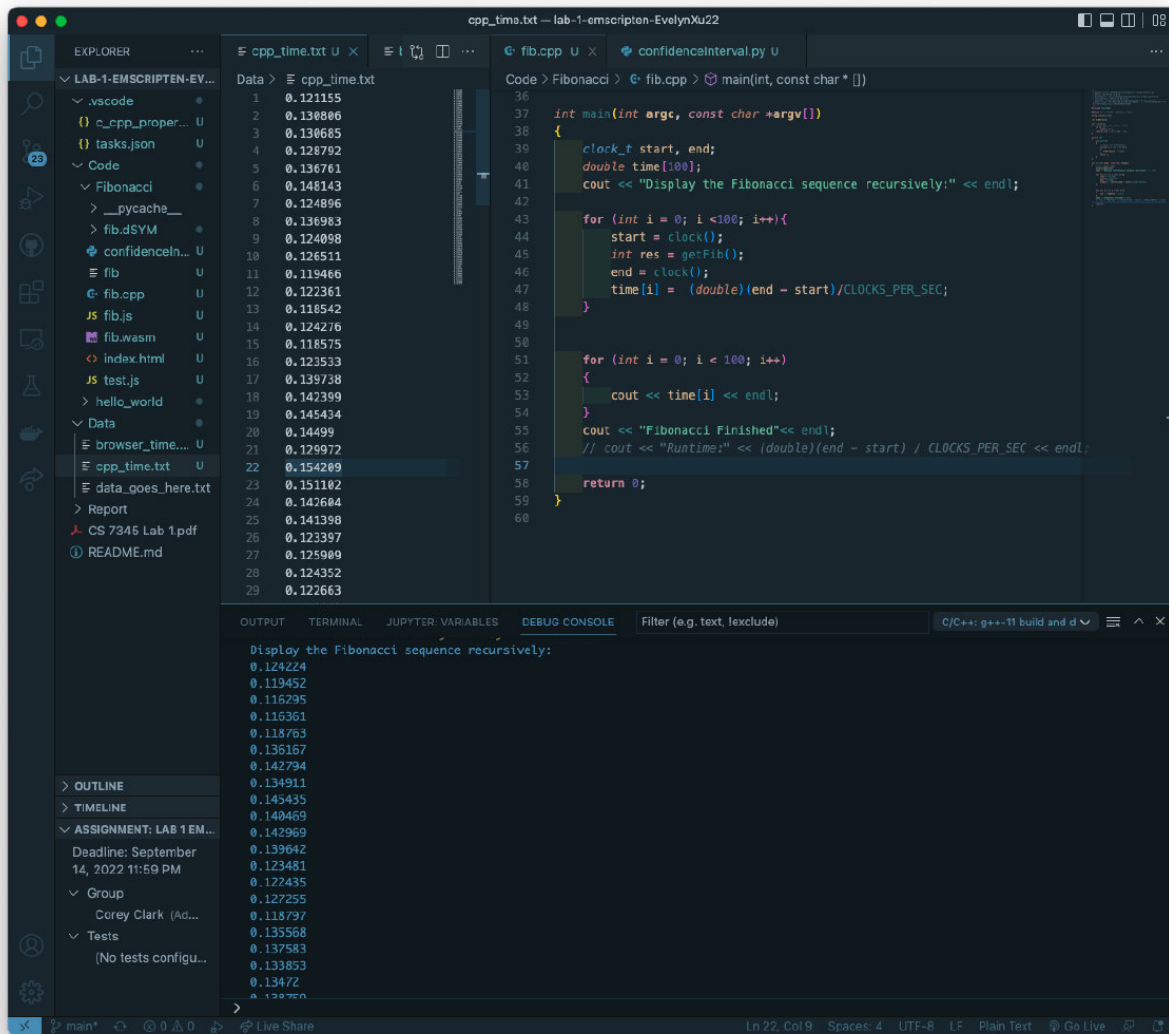 cpp_time.txt — lab-1-emscripten-EvelynXu22
EXPLORER
LAB-1-EMSCRIPTEN-EV...
.vscode
{} c_cpp_proper... U
{} tasks.json U
Code
Fibonacci
__pycache__
fib.dSYM
confidenceIn... U
fib U
fib.cpp U
JS fib.js U
fib.wasm U
<> index.html U
JS test.js U
hello_world
Data
browser_time.... U
cpp_time.txt U
data_goes_here.txt
Report
CS 7345 Lab 1.pdf
README.md
23
OUTLINE
TIMELINE
ASSIGNMENT: LAB 1 EM...
Deadline: September
14, 2022 11:59 PM
Group
Corey Clark (Ad...
Tests
(No tests configu...
cpp_time.txt U
Data > cpp_time.txt
1 0.121155
2 0.130806
3 0.130685
4 0.128792
5 0.136761
6 0.148143
7 0.124896
8 0.136983
9 0.124098
10 0.126511
11 0.119466
12 0.122361
13 0.118542
14 0.124276
15 0.118575
16 0.123533
17 0.139738
18 0.142399
19 0.145434
20 0.14499
21 0.129972
22 0.154209
23 0.151102
24 0.142604
25 0.141398
26 0.123397
27 0.125909
28 0.124352
29 0.122663
fib.cpp U confidenceInterval.py U
Code > Fibonacci > fib.cpp > main(int, const char * [])
36
37 int main(int argc, const char *argv[])
38 {
39 clock_t start, end;
40 double time[100];
41 cout << "Display the Fibonacci sequence recursively:" << endl;
42
43 for (int i = 0; i <100; i++){
44 start = clock();
45 int res = getFib();
46 end = clock();
47 time[i] = (double)(end - start)/CLOCKS_PER_SEC;
48 }
49
50
51 for (int i = 0; i < 100; i++)
52 {
53 cout << time[i] << endl;
54 }
55 cout << "Fibonacci Finished"<< endl;
56 // cout << "Runtime:" << (double)(end - start) / CLOCKS_PER_SEC << endl;
57
58 return 0;
59 }
60
OUTPUT TERMINAL JUPYTER: VARIABLES DEBUG CONSOLE Filter (e.g. text, !exclude) C/C++: g++-11 build and d
Display the Fibonacci sequence recursively:
0.124224
0.119452
0.116295
0.116361
0.118763
0.136167
0.142794
0.134911
0.145435
0.140469
0.142969
0.139642
0.123481
0.122435
0.127255
0.118797
0.135568
0.137583
0.133853
0.13472
main* 0 0 Live Share Ln 22, Col 9 Spaces: 4 UTF-8 LF Plain Text Go Live